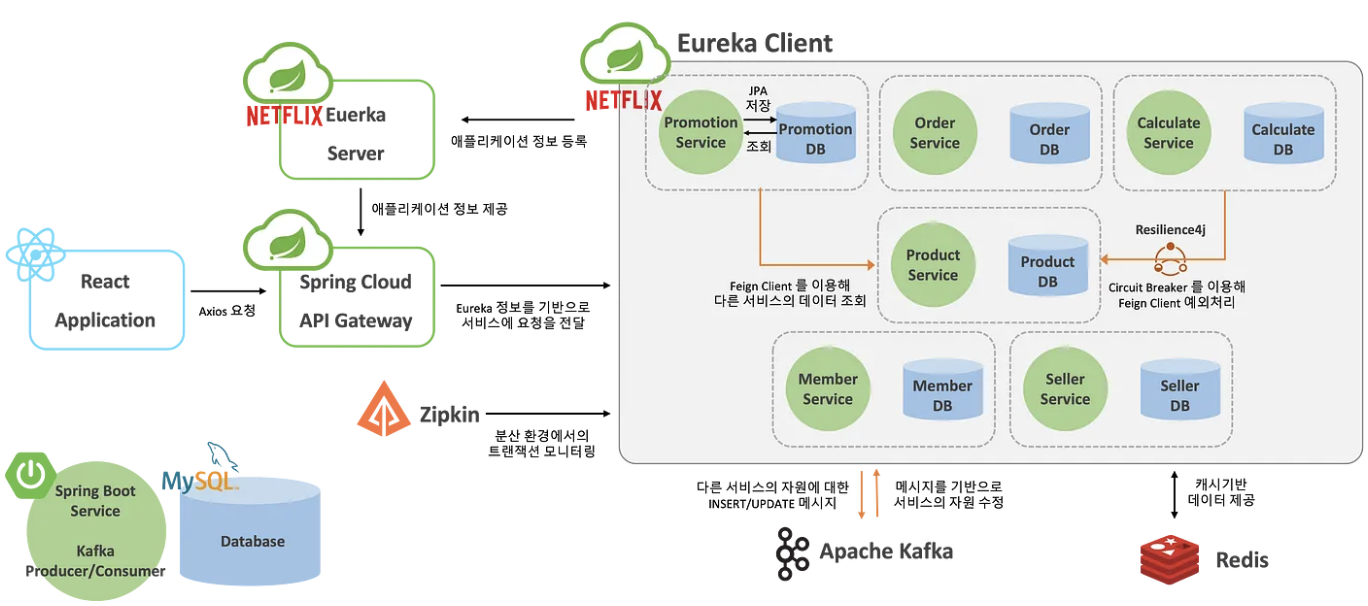 Eureka Client
NETFLIX
Euerka
Server
애플리케이션 정보 등록
NETFLIX
Promotion
Service
JPA
저장
조회
Promotion
DB
Order
Service
Order
DB
Calculate
Service
Calculate
DB
애플리케이션 정보 제공
React
Application
Axios 요청
Spring Cloud
API Gateway
Eureka 정보를 기반으로
서비스에 요청을 전달
Feign Client 를 이용해
다른 서비스의 데이터 조회
Product
Service
Product
DB
Resilience4j
Circuit Breaker 를 이용해
Feign Client 예외처리
Member
Service
Member
DB
Seller
Service
Seller
DB
Zipkin
분산 환경에서의
트랜잭션 모니터링
Spring Boot
Service
Kafka
Producer/Consumer
MySQL
Database
다른 서비스의 자원에 대한
INSERT/UPDATE 메시지
메시지를 기반으로
서비스의 자원 수정
캐시기반
데이터 제공
Apache Kafka
Redis